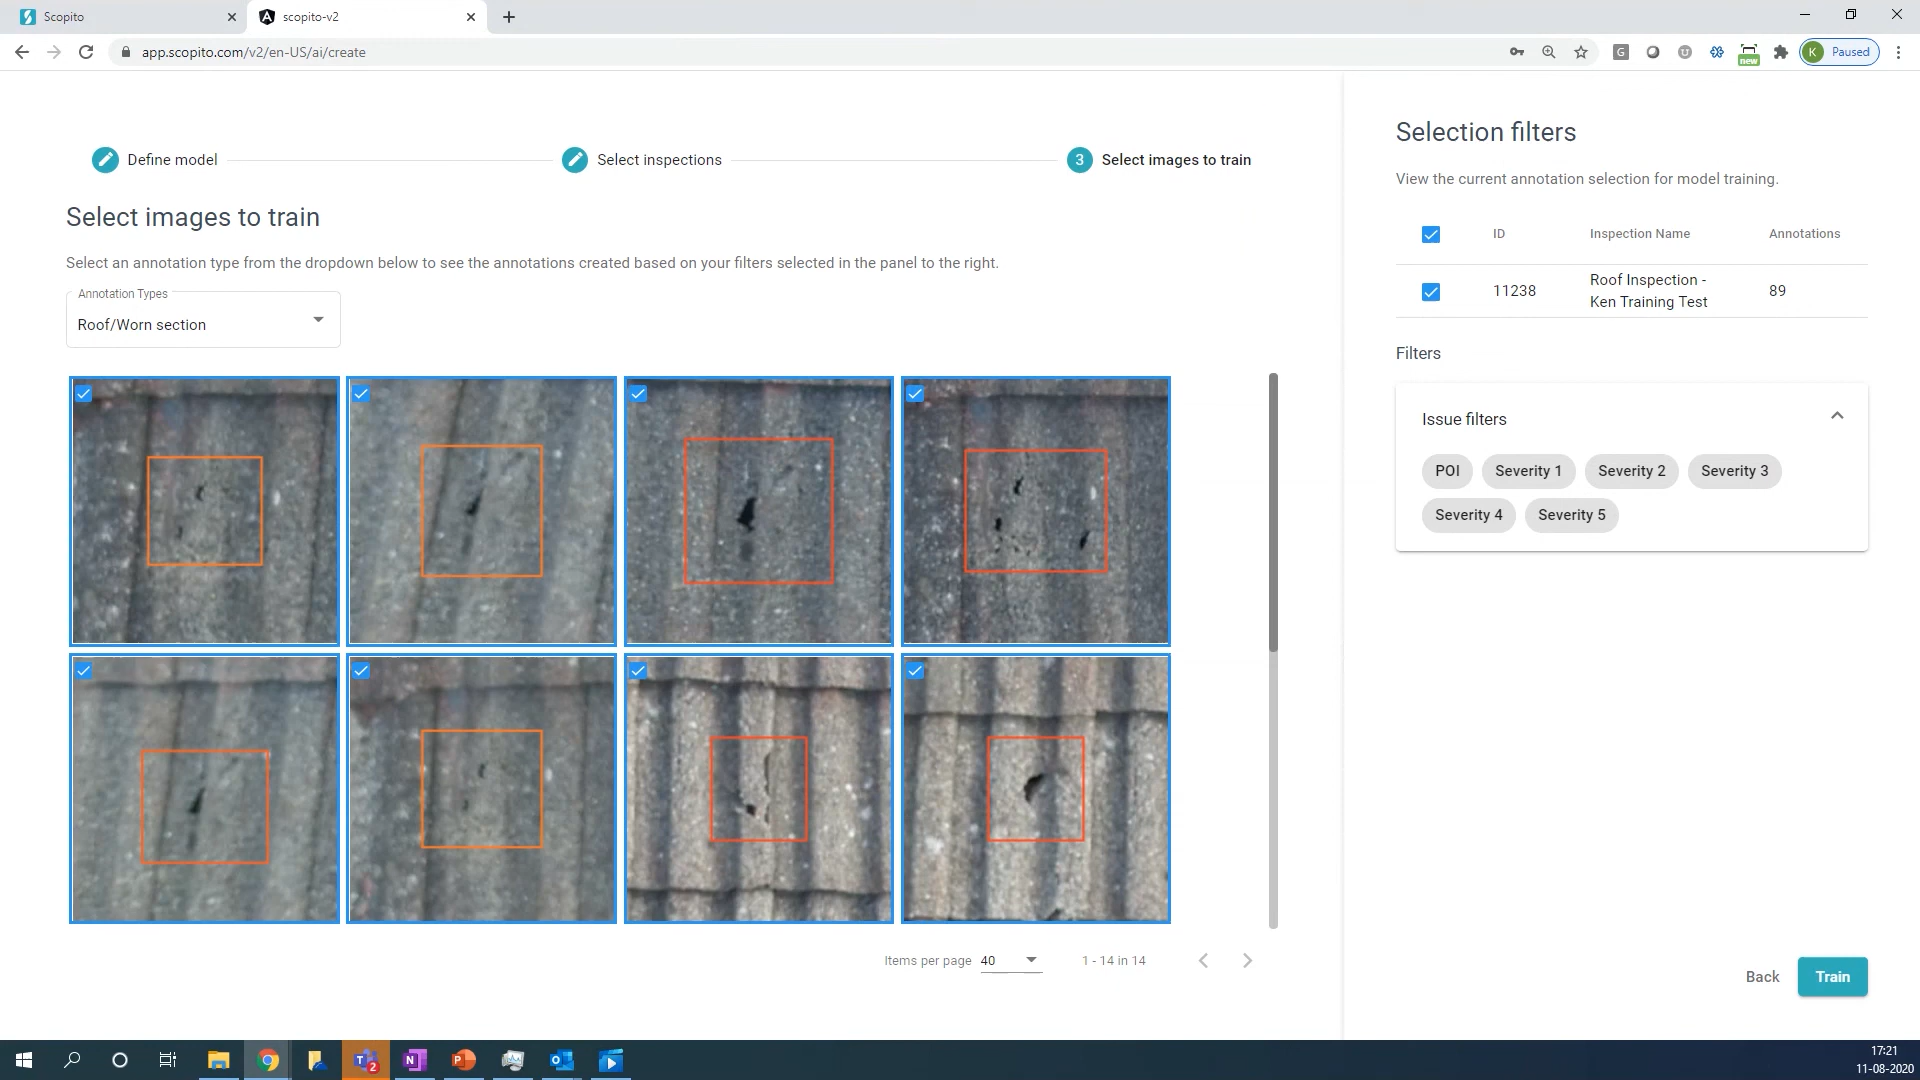 Scopito
scopito-v2
app.scopito.com/v2/en-US/ai/create
G
new
K Paused
Define model
Select inspections
3 Select images to train
Select images to train
Select an annotation type from the dropdown below to see the annotations created based on your filters selected in the panel to the right.
Annotation Types
Roof/Worn section
Items per page 40 1 - 14 in 14
Selection filters
View the current annotation selection for model training.
ID Inspection Name Annotations
11238 Roof Inspection - Ken Training Test 89
Filters
Issue filters
POI Severity 1 Severity 2 Severity 3
Severity 4 Severity 5
Back Train
2
17:21
11-08-2020